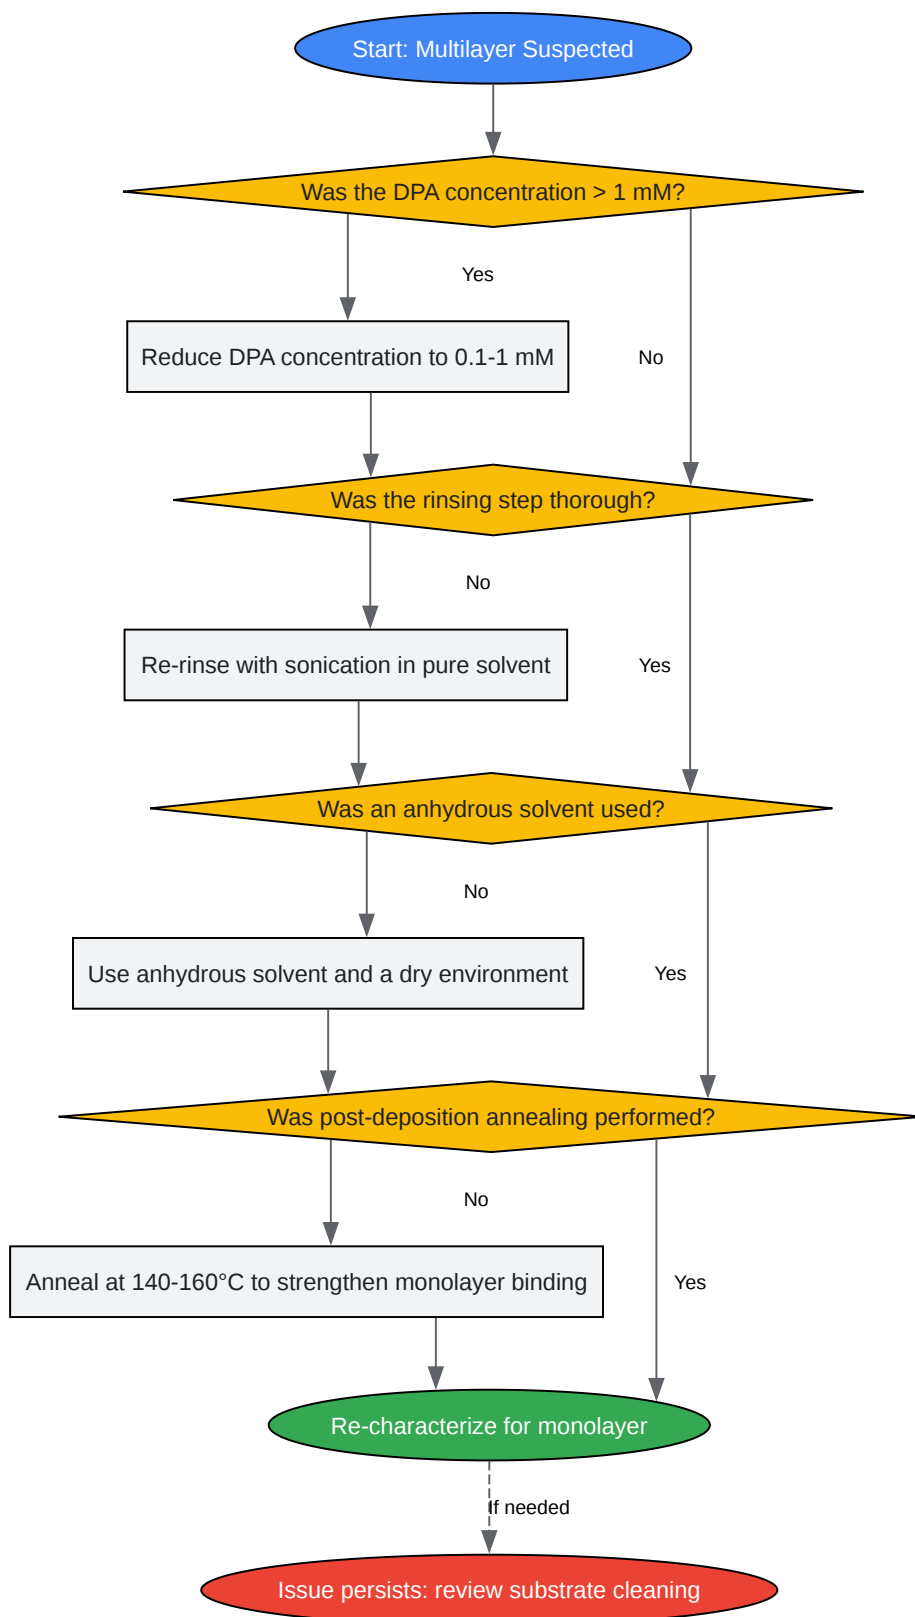 Start: Multilayer Suspected
Was the DPA concentration > 1 mM?
Yes
Reduce DPA concentration to 0.1-1 mM
No
Was the rinsing step thorough?
No
Re-rinse with sonication in pure solvent
Yes
Was an anhydrous solvent used?
No
Use anhydrous solvent and a dry environment
Yes
Was post-deposition annealing performed?
No
Anneal at 140-160°C to strengthen monolayer binding
Yes
Re-characterize for monolayer
If needed
Issue persists: review substrate cleaning